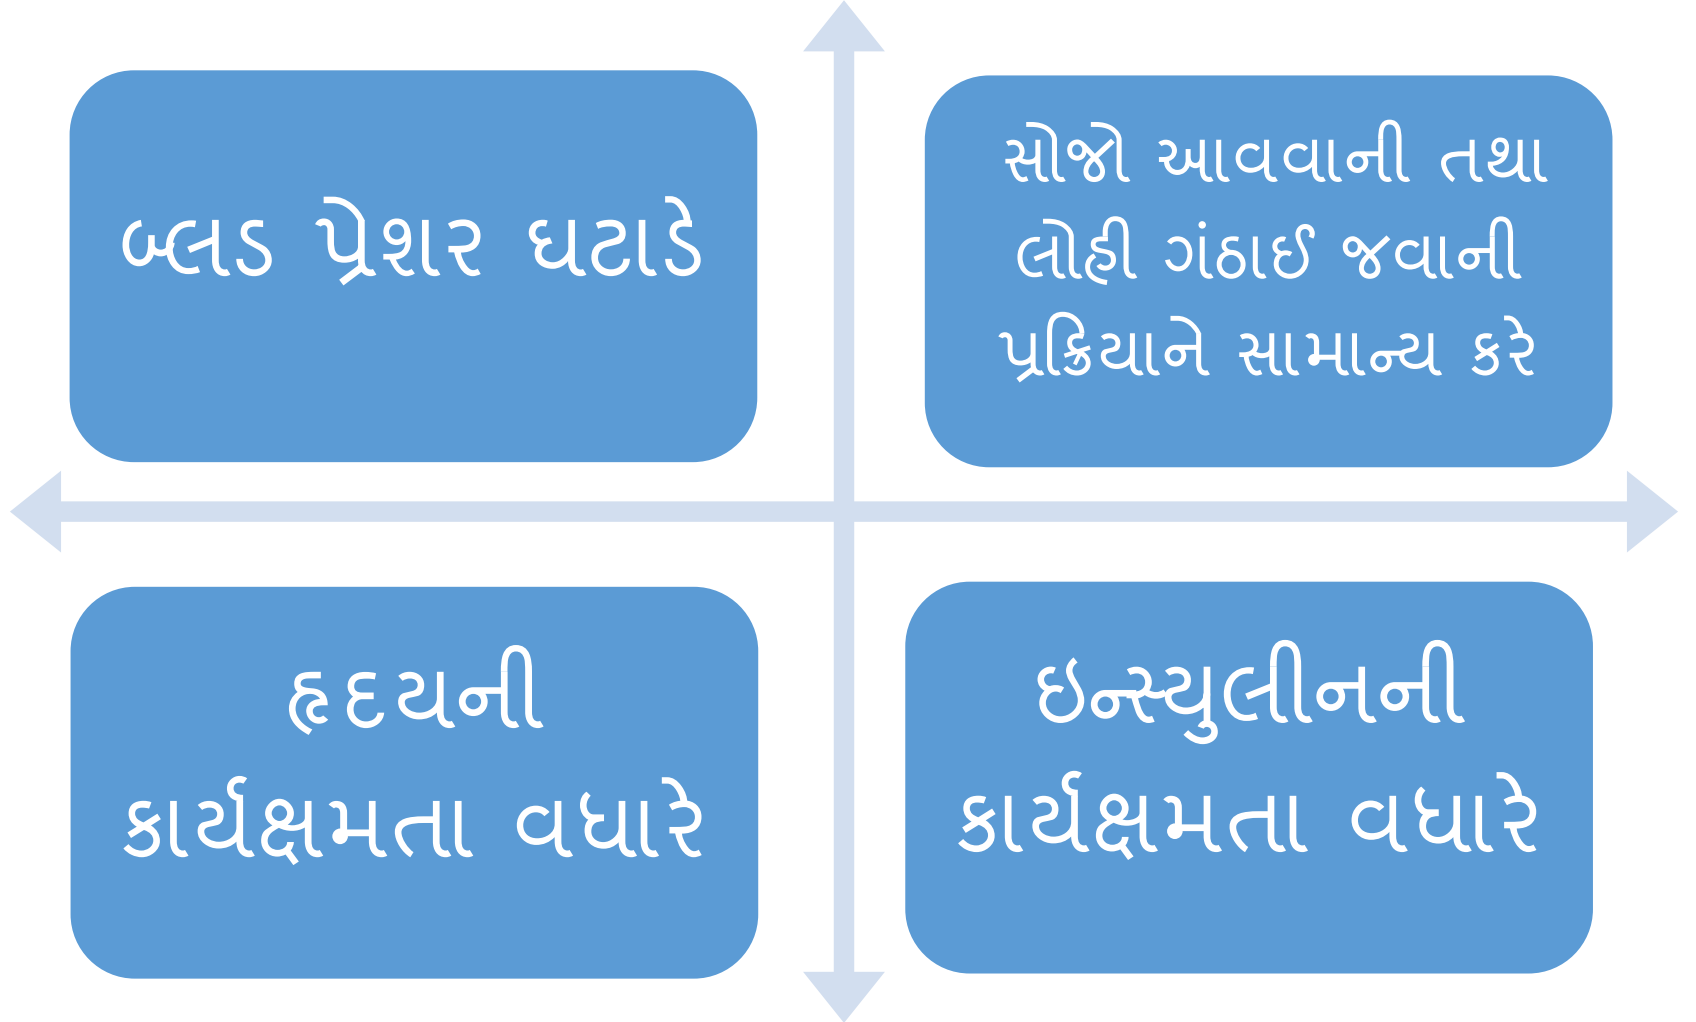 બ્લડ પ્રેશર ઘટાડે
સોજો આવવાની તથા
લોહી ગંઠાઈ જવાની
પ્રક્રિયાને સામાન્ય કરે
હૃદયની
કાર્યક્ષમતા વધારે
ઇન્સ્યુલીનની
કાર્યક્ષમતા વધારે